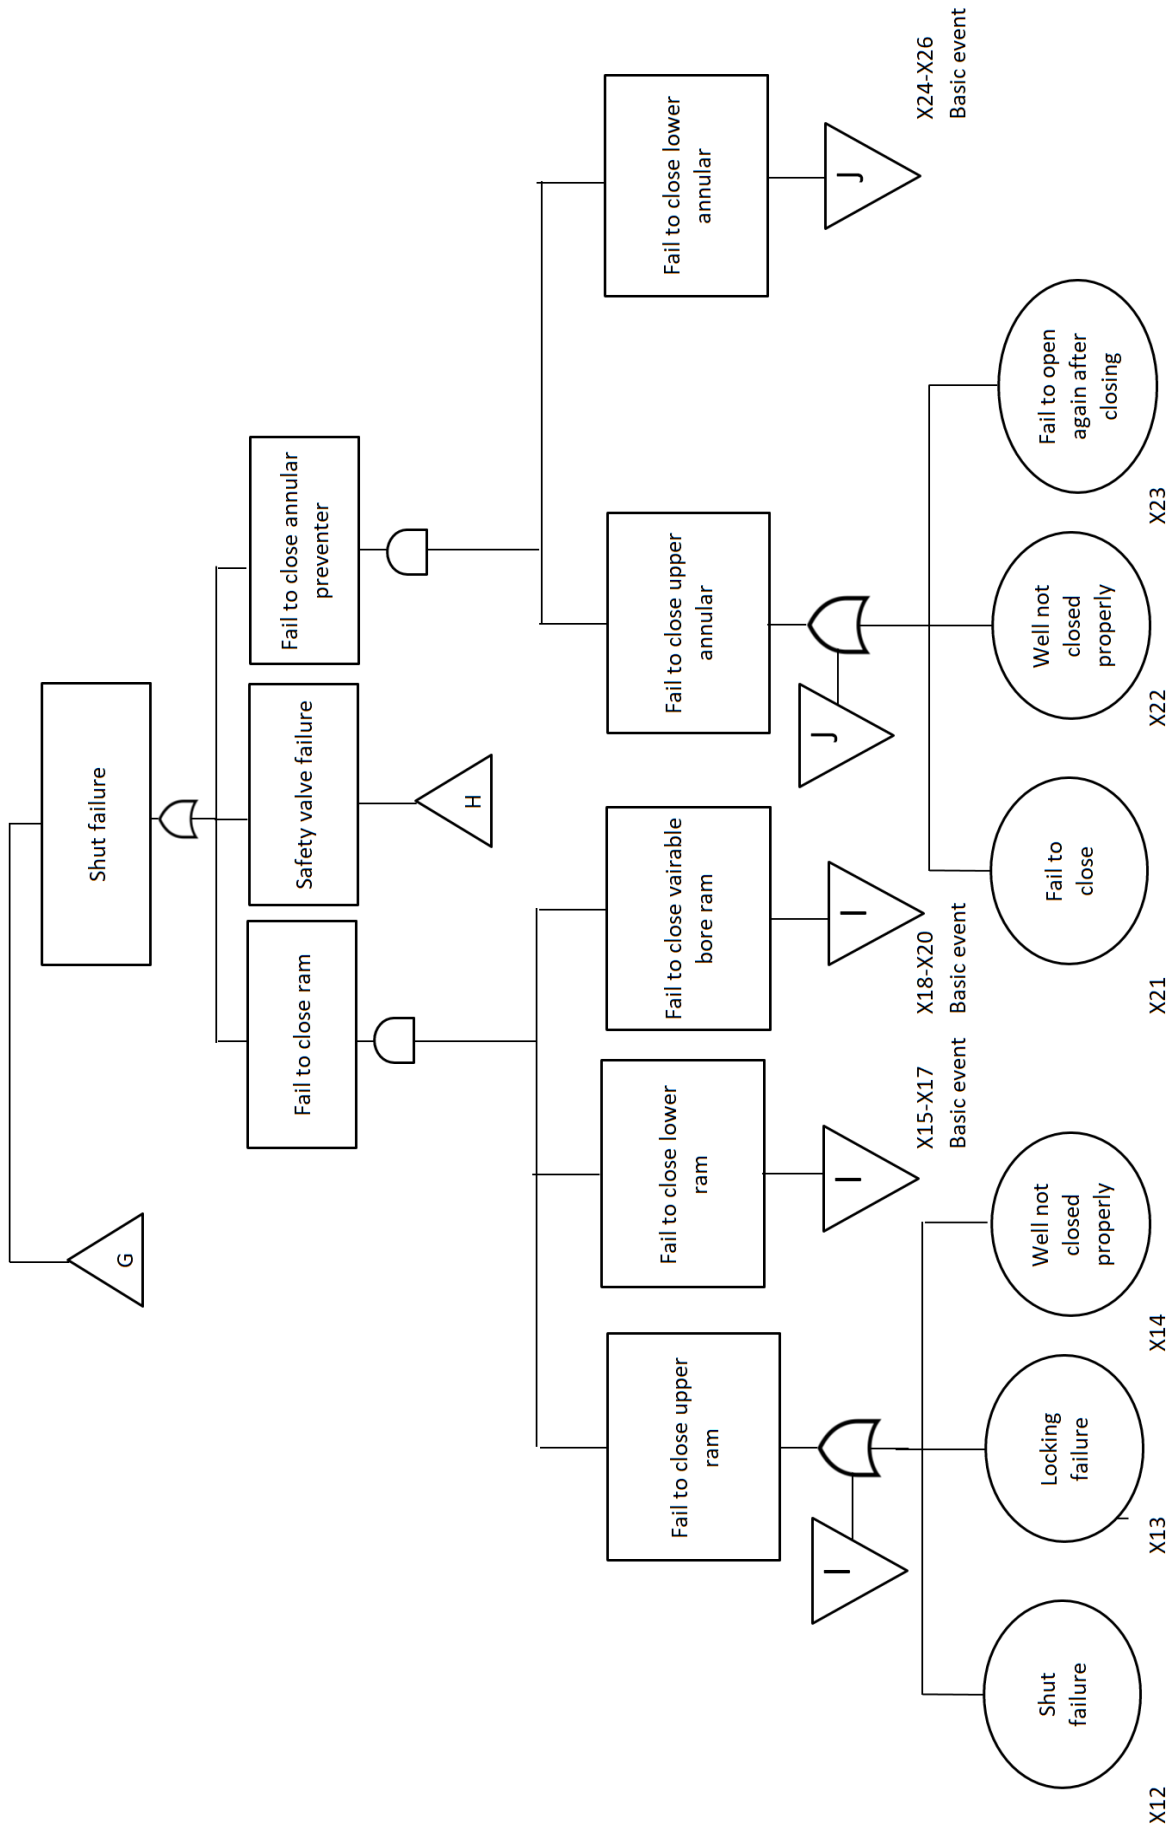 G
Shut failure
Fail to close ram
Safety valve failure
H
Fail to close annular
preventer
Fail to close upper
ram
Fail to close lower
ram
Fail to close vairable
bore ram
Fail to close upper
annular
Fail to close lower
annular
I
I
X15-X17
Basic event
I
X18-X20
Basic event
J
J
X24-X26
Basic event
Shut
failure
X12
Locking
failure
X13
Well not
closed
properly
X14
Fail to
close
X21
Well not
closed
properly
X22
Fail to open
again after
closing
X23